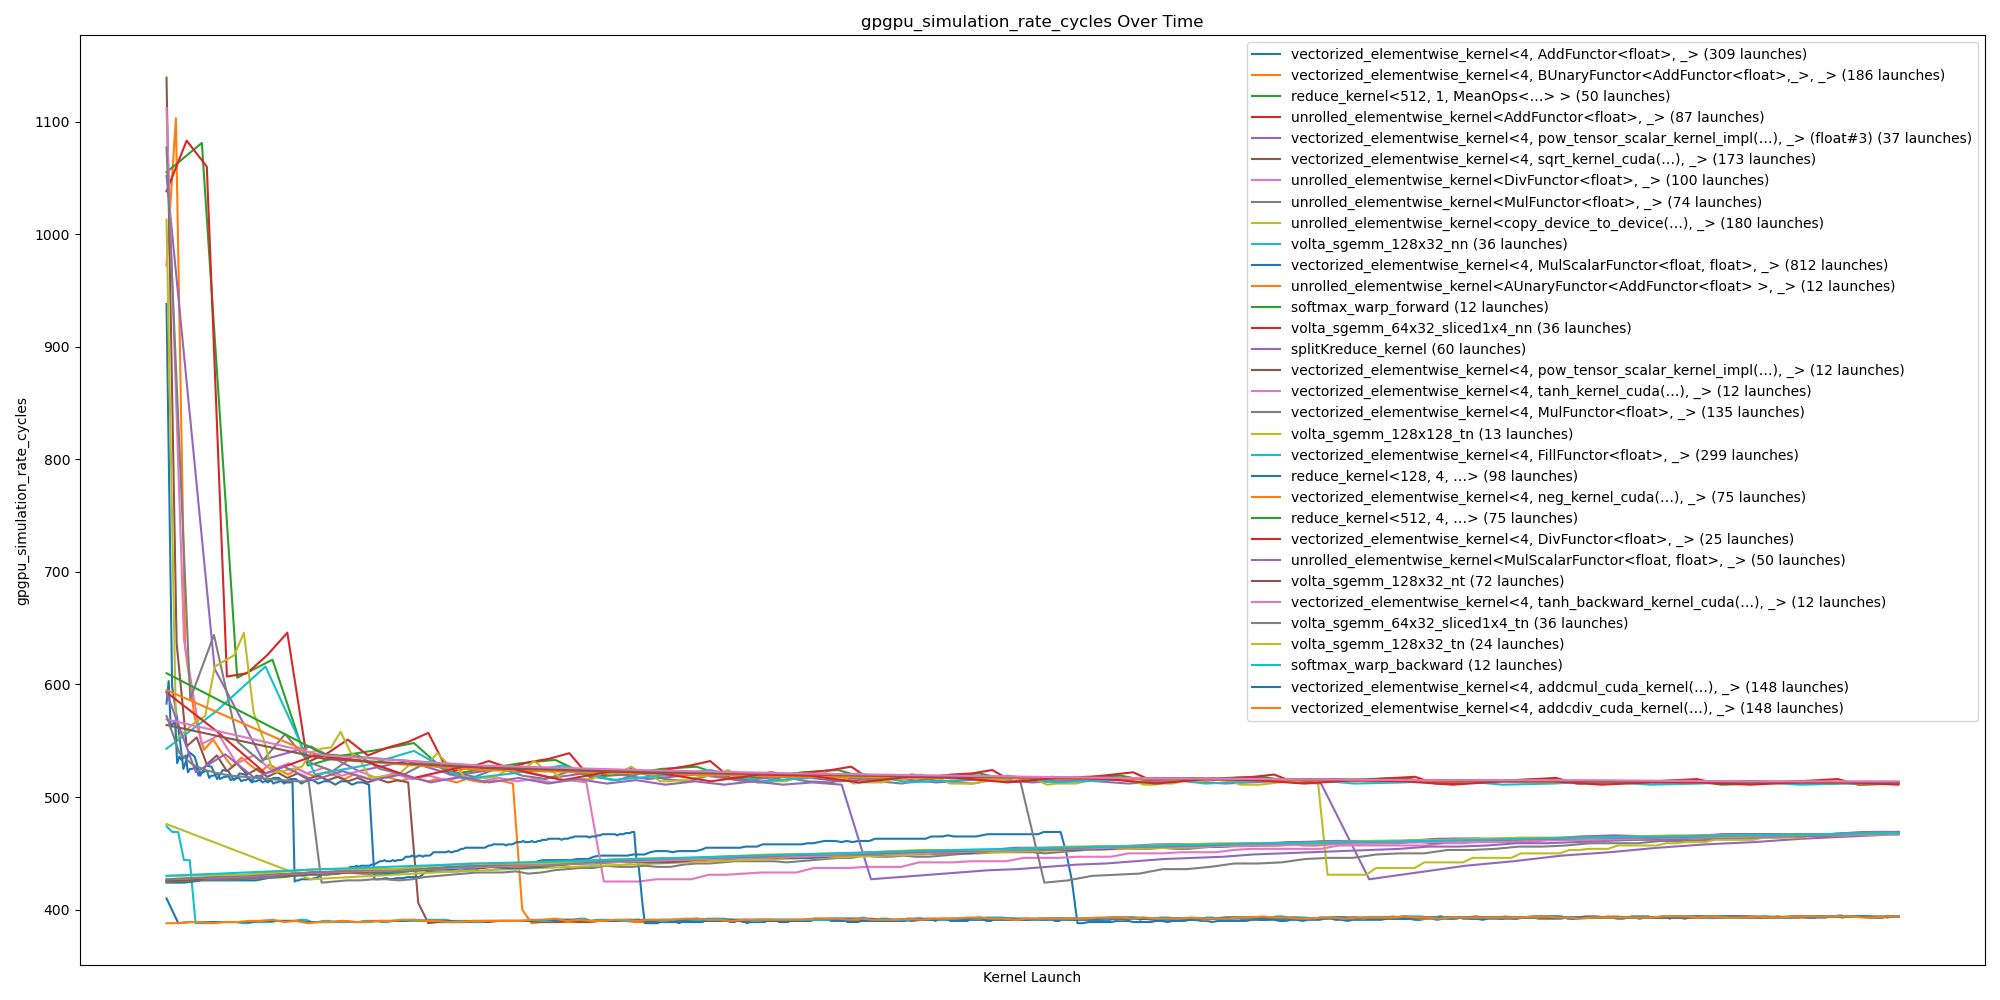 gpgpu_simulation_rate_cycles Over Time
vectorized_elementwise_kernel<4, AddFunctor<float>, _> (309 launches)
vectorized_elementwise_kernel<4, BUnaryFunctor<AddFunctor<float>,_>, _> (186 launches)
reduce_kernel<512, 1, MeanOps<...> > (50 launches)
unrolled_elementwise_kernel<AddFunctor<float>, _> (87 launches)
vectorized_elementwise_kernel<4, pow_tensor_scalar_kernel_impl(...), _> (float#3) (37 launches)
vectorized_elementwise_kernel<4, sqrt_kernel_cuda(...), _> (173 launches)
unrolled_elementwise_kernel<DivFunctor<float>, _> (100 launches)
unrolled_elementwise_kernel<MulFunctor<float>, _> (74 launches)
unrolled_elementwise_kernel<copy_device_to_device(...), _> (180 launches)
volta_sgemm_128x32_nn (36 launches)
vectorized_elementwise_kernel<4, MulScalarFunctor<float, float>, _> (812 launches)
unrolled_elementwise_kernel<AUnaryFunctor<AddFunctor<float> >, _> (12 launches)
softmax_warp_forward (12 launches)
volta_sgemm_64x32_sliced1x4_nn (36 launches)
splitKreduce_kernel (60 launches)
vectorized_elementwise_kernel<4, pow_tensor_scalar_kernel_impl(...), _> (12 launches)
vectorized_elementwise_kernel<4, tanh_kernel_cuda(...), _> (12 launches)
vectorized_elementwise_kernel<4, MulFunctor<float>, _> (135 launches)
volta_sgemm_128x128_tn (13 launches)
vectorized_elementwise_kernel<4, FillFunctor<float>, _> (299 launches)
reduce_kernel<128, 4, ...> (98 launches)
vectorized_elementwise_kernel<4, neg_kernel_cuda(...), _> (75 launches)
reduce_kernel<512, 4, ...> (75 launches)
vectorized_elementwise_kernel<4, DivFunctor<float>, _> (25 launches)
unrolled_elementwise_kernel<MulScalarFunctor<float, float>, _> (50 launches)
volta_sgemm_128x32_nt (72 launches)
vectorized_elementwise_kernel<4, tanh_backward_kernel_cuda(...), _> (12 launches)
volta_sgemm_64x32_sliced1x4_tn (36 launches)
volta_sgemm_128x32_tn (24 launches)
softmax_warp_backward (12 launches)
vectorized_elementwise_kernel<4, addcmul_cuda_kernel(...), _> (148 launches)
vectorized_elementwise_kernel<4, addcdiv_cuda_kernel(...), _> (148 launches)
gpgpu_simulation_rate_cycles
1100
1000
900
800
700
600
500
400
Kernel Launch